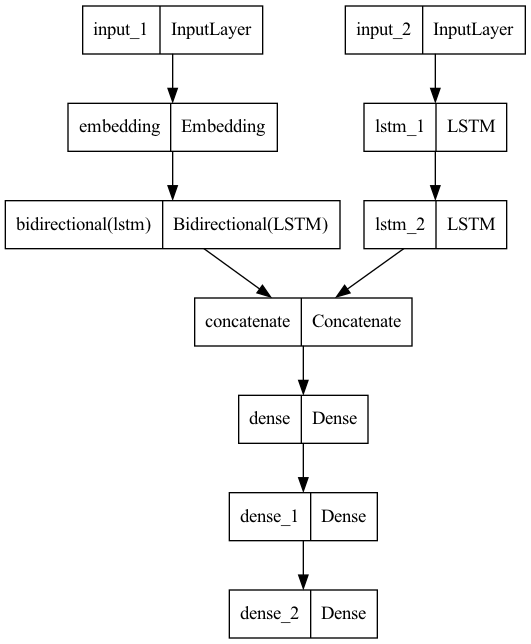 input_1 InputLayer
input_2 InputLayer
embedding Embedding
lstm_1 LSTM
bidirectional(lstm) Bidirectional(LSTM)
lstm_2 LSTM
concatenate Concatenate
dense Dense
dense_1 Dense
dense_2 Dense